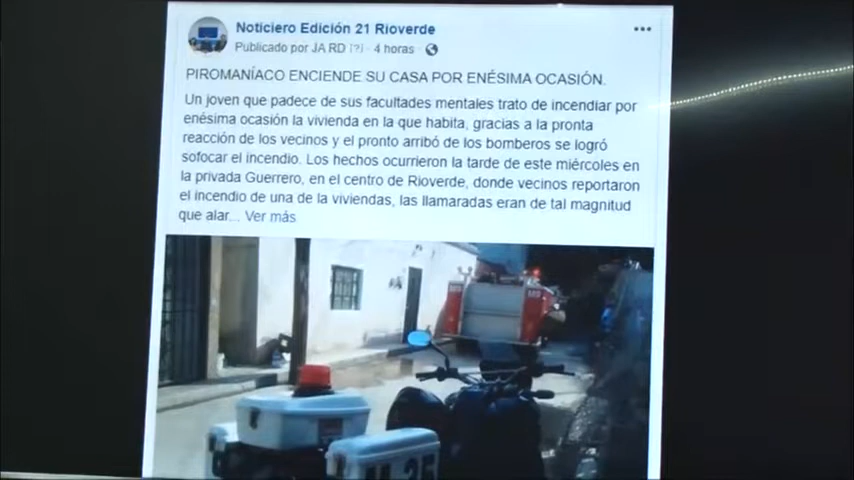 Noticiero Edición 21 Rioverde
Publicado por JA RD [?] · 4 horas ·
PIROMANÍACO ENCIENDE SU CASA POR ENÉSIMA OCASIÓN.
Un joven que padece de sus facultades mentales trato de incendiar por
enésima ocasión la vivienda en la que habita, gracias a la pronta
reacción de los vecinos y el pronto arribó de los bomberos se logró
sofocar el incendio. Los hechos ocurrieron la tarde de este miércoles en
la privada Guerrero, en el centro de Rioverde, donde vecinos reportaron
el incendio de una de la viviendas, las llamaradas eran de tal magnitud
que alar... Ver más